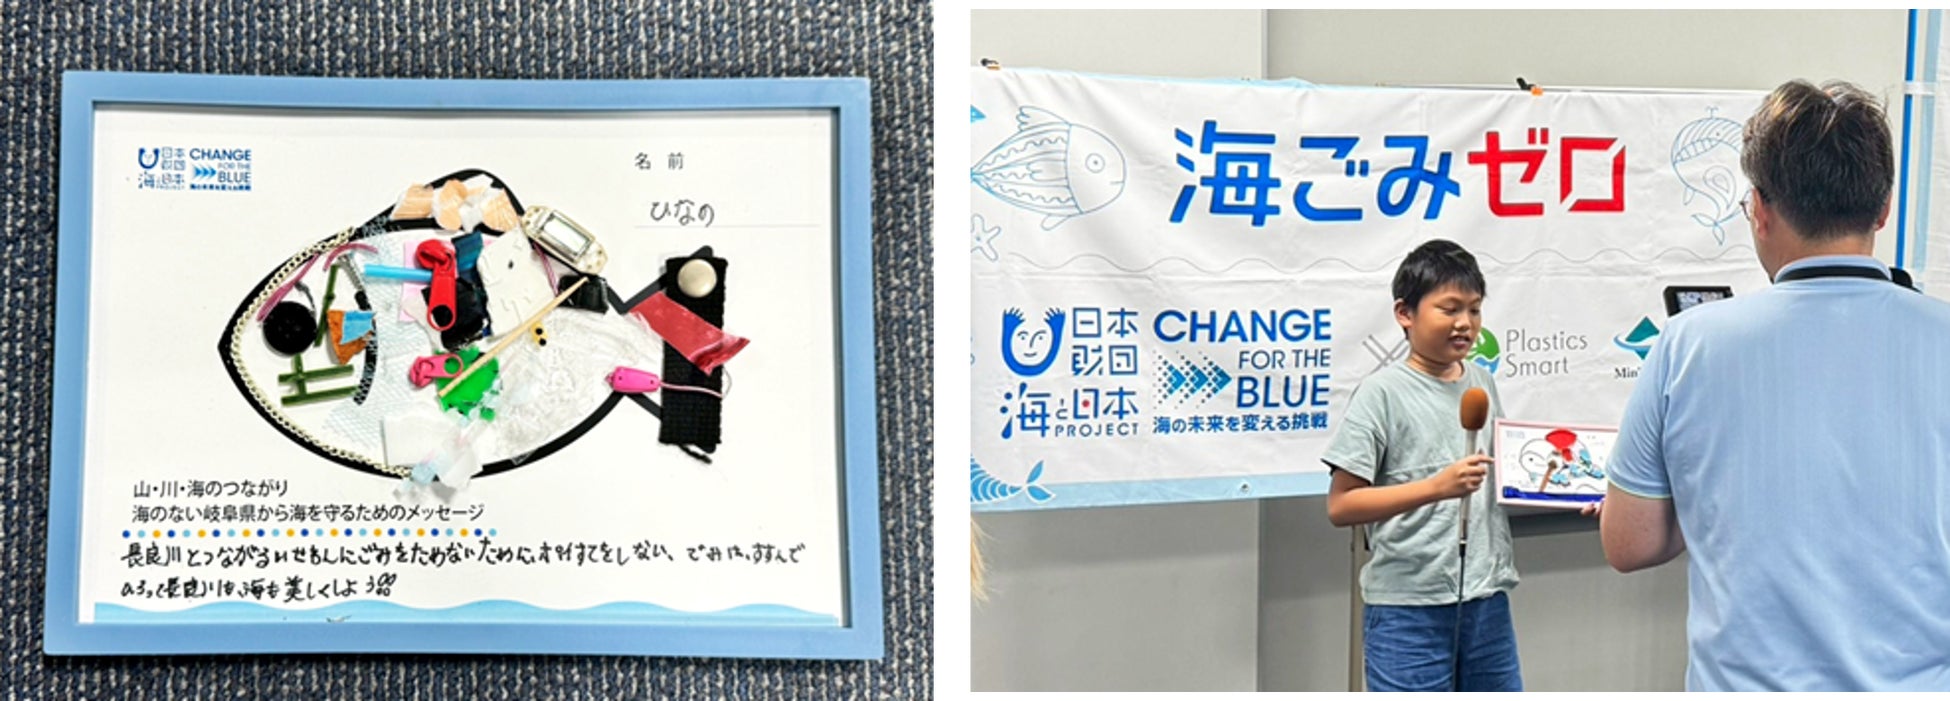 日本
財団
海と日本
PROJECT
CHANGE
FOR THE
BLUE
海の未来を変える挑戦
名 前
ひなの
山・川・海のつながり
海のない岐阜県から海を守るためのメッセージ
長良川とつながるいせわんにごみをためないために、ポイすてをしない、ごみは、すすんで
ひろって長良川も海も美しくしよう
海ごみゼロ
日本
財団
海と日本
PROJECT
CHANGE
FOR THE
BLUE
海の未来を変える挑戦
Plastics
Smart
Min